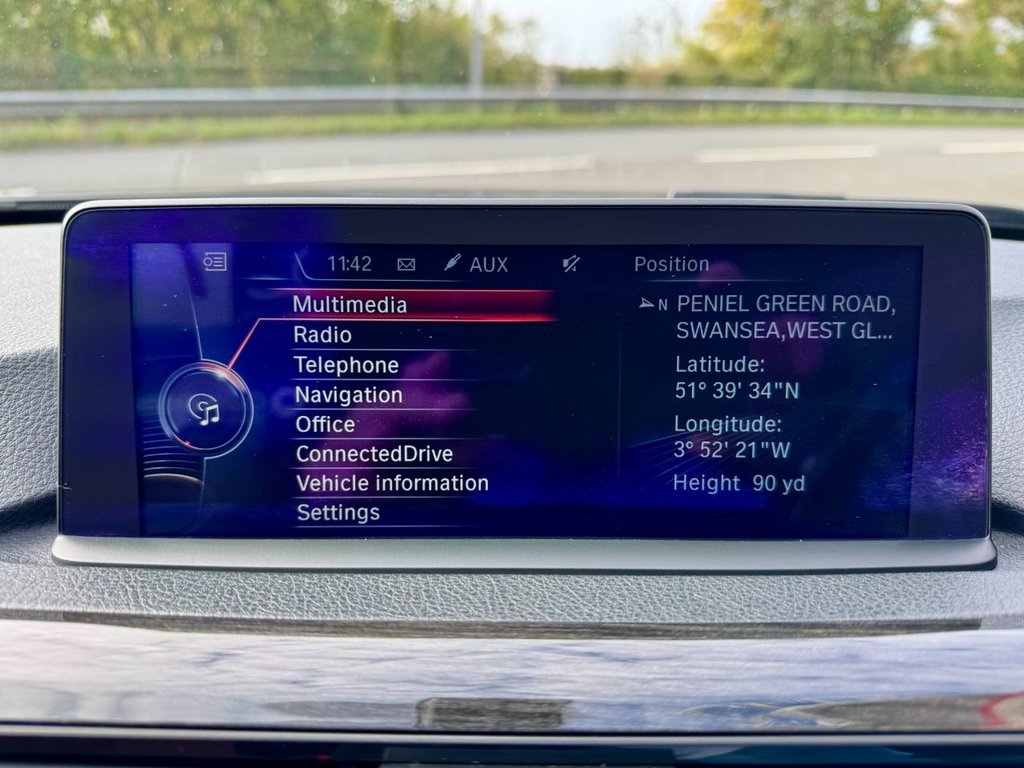 11:42 AUX
Multimedia
Radio
Telephone
Navigation
Office
ConnectedDrive
Vehicle information
Settings
Position
N PENIEL GREEN ROAD,
SWANSEA,WEST GL...
Latitude:
51° 39' 34"N
Longitude:
3° 52' 21"W
Height 90 yd